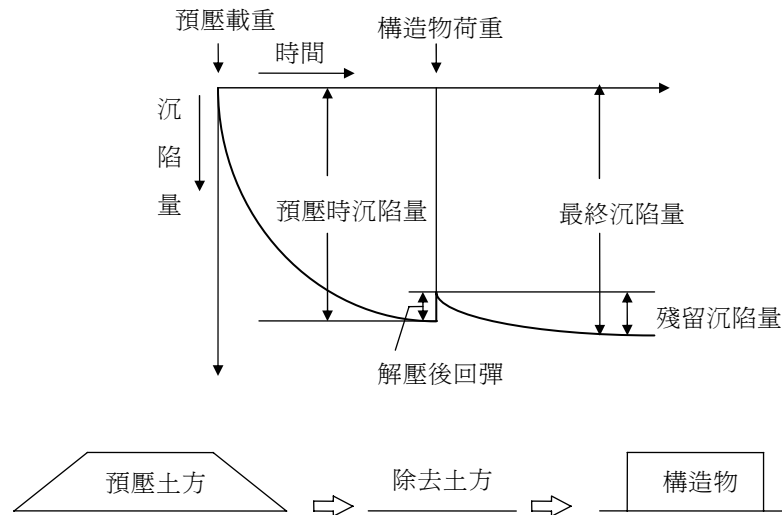 預壓載重
構造物荷重
時間
沉陷量
預壓時沉陷量
最終沉陷量
殘留沉陷量
解壓後回彈
預壓土方
除去土方
構造物